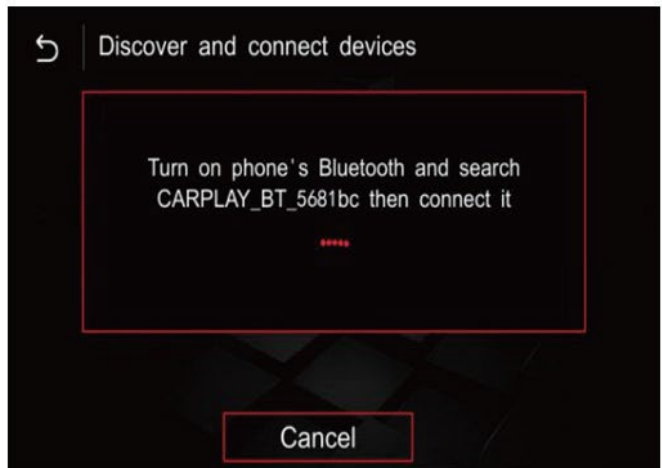 Discover and connect devices
Turn on phone's Bluetooth and search
CARPLAY_BT_5681bc then connect it
Cancel